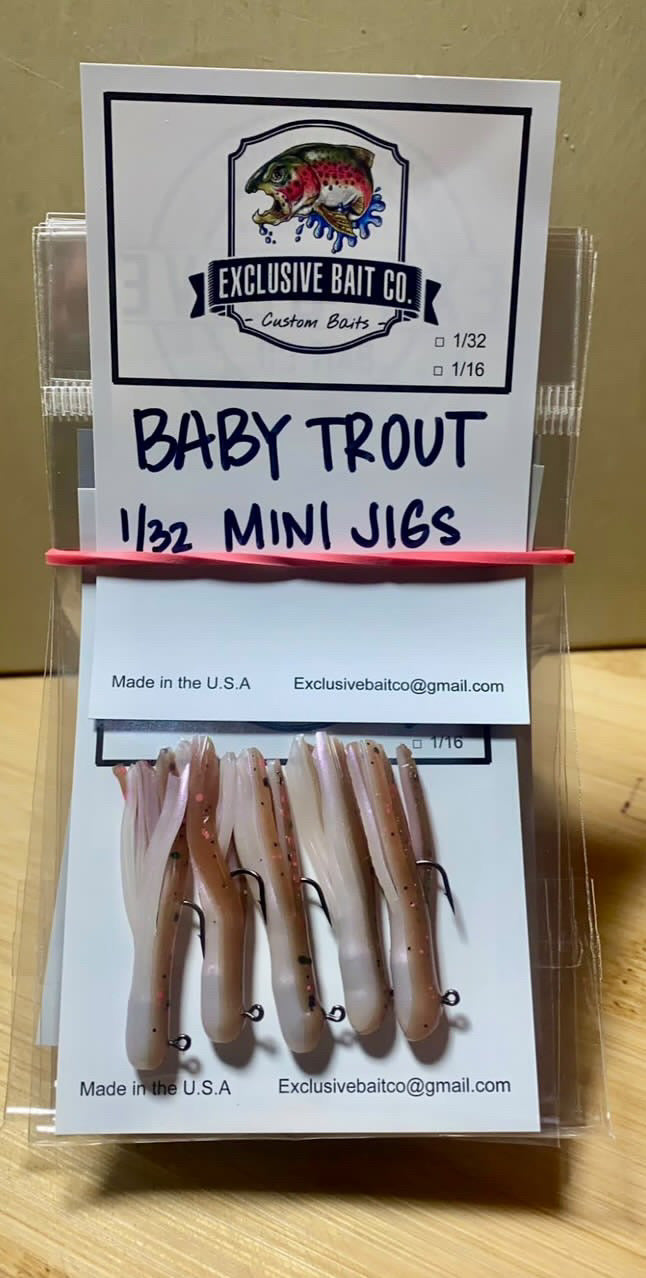 EXCLUSIVE BAIT CO.
- Custom Baits -
□ 1/32
□ 1/16
BABY TROUT
1/32 MINI JIGS
Made in the U.S.A Exclusivebaitco@gmail.com
□ 1/16
Made in the U.S.A Exclusivebaitco@gmail.com